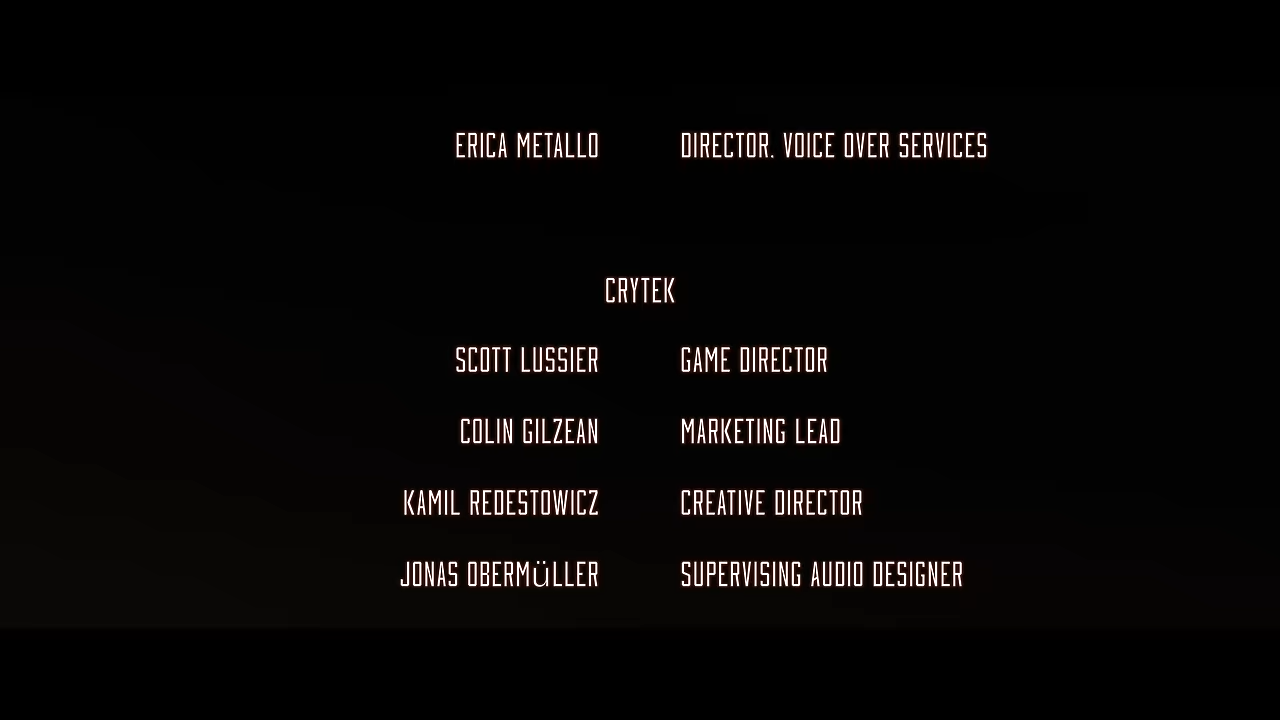 ERICA METALLO DIRECTOR. VOICE OVER SERVICES
CRYTEK
SCOTT LUSSIER GAME DIRECTOR
COLIN GILZEAN MARKETING LEAD
KAMIL REDESTOWICZ CREATIVE DIRECTOR
JONAS OBERMüLLER SUPERVISING AUDIO DESIGNER